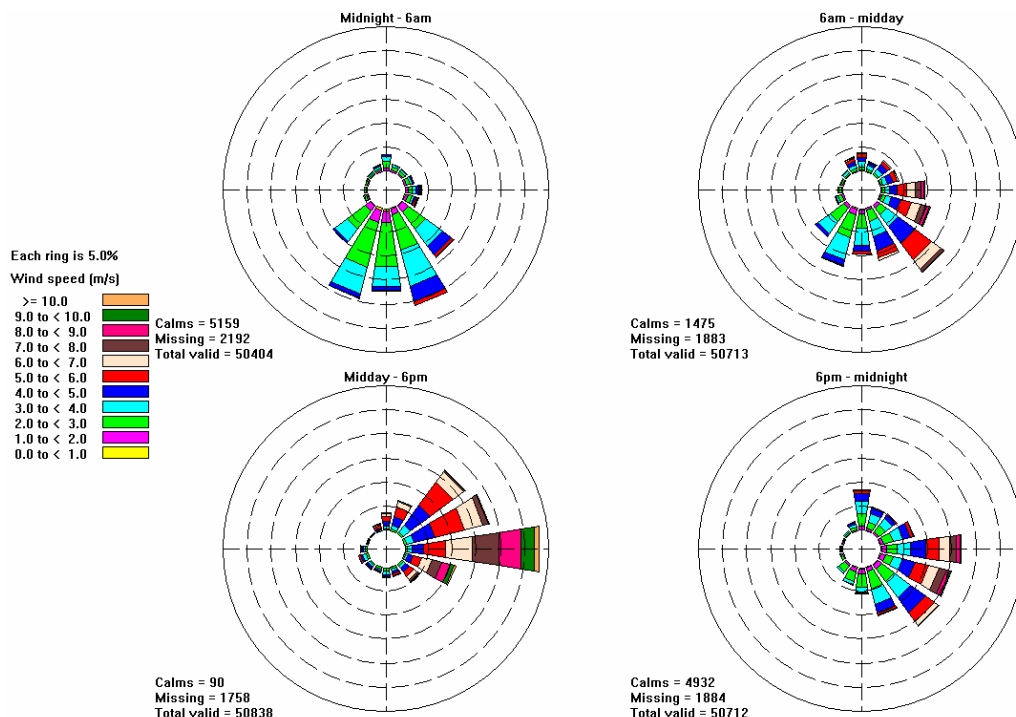 Midnight - 6am
6am - midday
Each ring is 5.0%
Wind speed (m/s)
>= 10.0
9.0 to < 10.0
8.0 to < 9.0
7.0 to < 8.0
6.0 to < 7.0
5.0 to < 6.0
4.0 to < 5.0
3.0 to < 4.0
2.0 to < 3.0
1.0 to < 2.0
0.0 to < 1.0
Calms = 5159
Missing = 2192
Total valid = 50404
Calms = 1475
Missing = 1883
Total valid = 50713
Midday - 6pm
6pm - midnight
Calms = 90
Missing = 1758
Total valid = 50838
Calms = 4932
Missing = 1884
Total valid = 50712